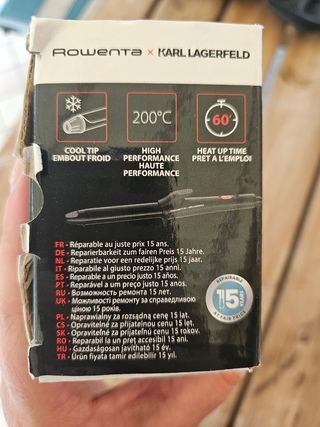 ROWENTA × KARL LAGERFELD
COOL TIP
EMBOUT FROID
200°C
HIGH
PERFORMANCE
HAUTE
PERFORMANCE
60'
HEAT UP TIME
PRET A L'EMPLOI
FR - Réparable au juste prix 15 ans.
DE - Reparierbarkeit zum fairen Preis 15 Jahre.
NL - Reparatie voor een redelijke prijs 15 jaar.
IT - Riparabile al giusto prezzo 15 anni.
ES - Reparable a un precio justo 15 años.
PT - Reparável a um preço justo 15 anos.
RU - Возможность ремонта 15 лет.
UK - Можливості ремонту за справедливою
ціною 15 років.
PL - Naprawialny za rozsądną cenę 15 lat.
CS - Opravitelné za přijatelnou cenu 15 let.
SK - Opraviteľné za prijateľnú cenu 15 rokov.
RO - Reparabil la un preț accesibil 15 ani.
HU - Gazdaságosan javítható 15 év.
TR - Ürün fiyata tamir edilebilir 15 yıl.
REPAIRABLE
15
YEARS
AT FAIR PRICE